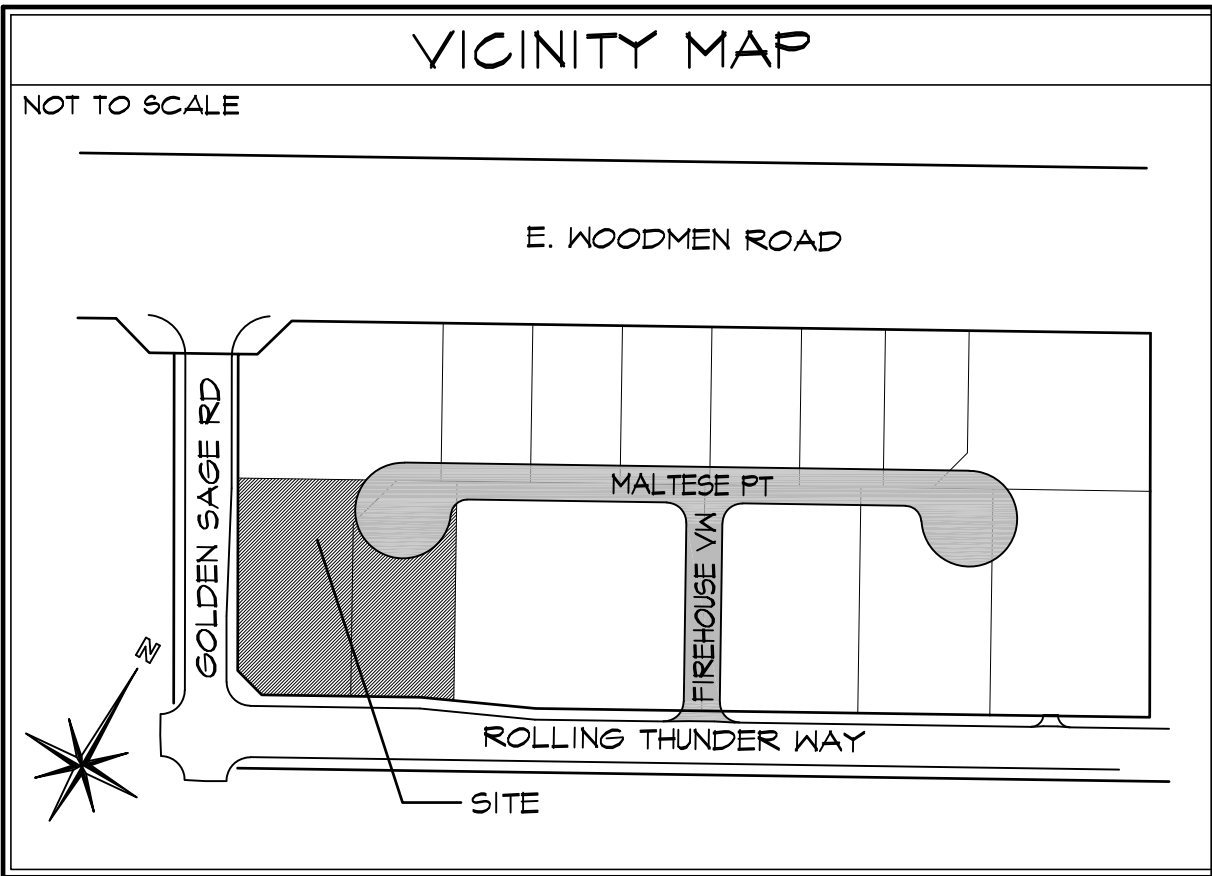 VICINITY MAP
NOT TO SCALE
E. WOODMEN ROAD
GOLDEN SAGE RD
MALTESE PT
FIREHOUSE VW
N
ROLLING THUNDER WAY
SITE